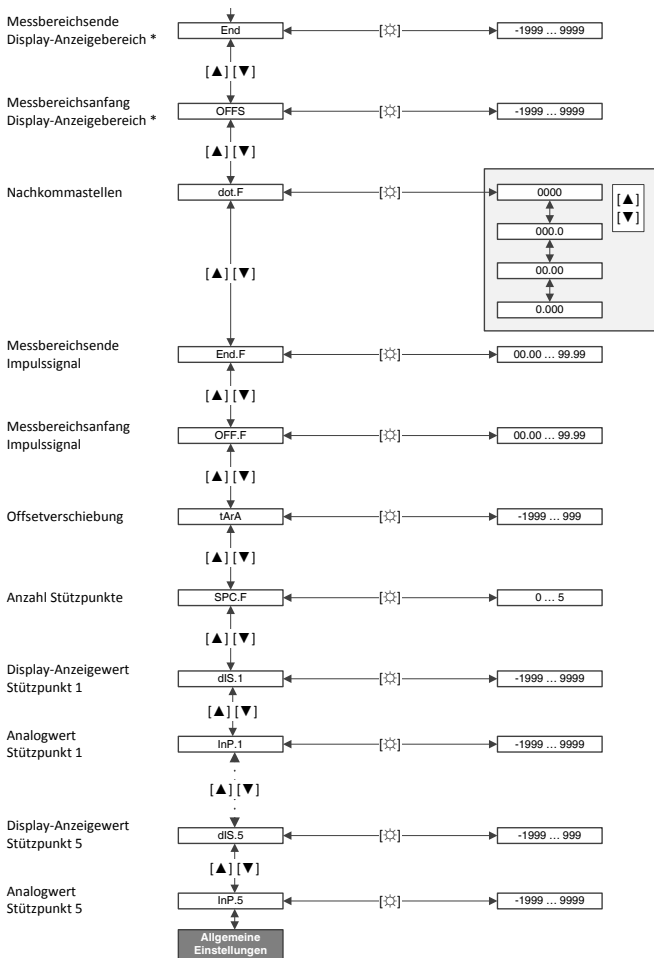 Messbereichsende
Display-Anzeigebereich *
End
[☼]
-1999 ... 9999
[▲] [▼]
Messbereichsanfang
Display-Anzeigebereich *
OFFS
[☼]
-1999 ... 9999
[▲] [▼]
Nachkommastellen
dot.F
[☼]
0000
[▲]
[▼]
000.0
00.00
0.000
[▲] [▼]
Messbereichsende
Impulssignal
End.F
[☼]
00.00 ... 99.99
[▲] [▼]
Messbereichsanfang
Impulssignal
OFF.F
[☼]
00.00 ... 99.99
[▲] [▼]
Offsetverschiebung
tArA
[☼]
-1999 ... 999
[▲] [▼]
Anzahl Stützpunkte
SPC.F
[☼]
0 ... 5
[▲] [▼]
Display-Anzeigewert
Stützpunkt 1
dIS.1
[☼]
-1999 ... 9999
[▲] [▼]
Analogwert
Stützpunkt 1
InP.1
[☼]
-1999 ... 9999
[▲] [▼]
Display-Anzeigewert
Stützpunkt 5
dIS.5
[☼]
-1999 ... 999
[▲] [▼]
Analogwert
Stützpunkt 5
InP.5
[☼]
-1999 ... 9999
Allgemeine
Einstellungen